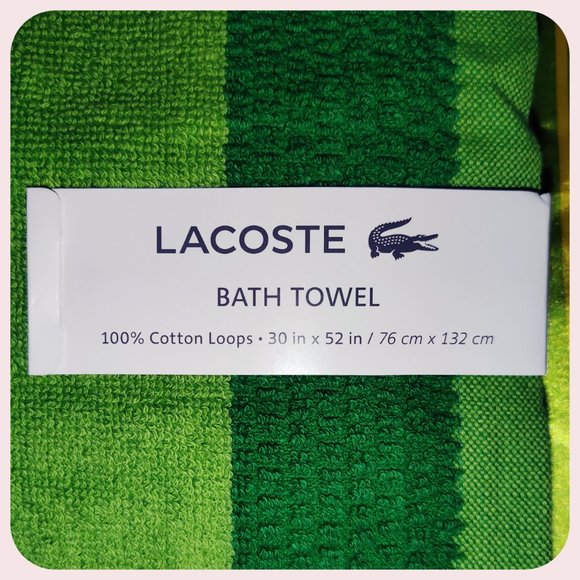 LACOSTE
BATH TOWEL
100% Cotton Loops • 30 in x 52 in / 76 cm x 132 cm